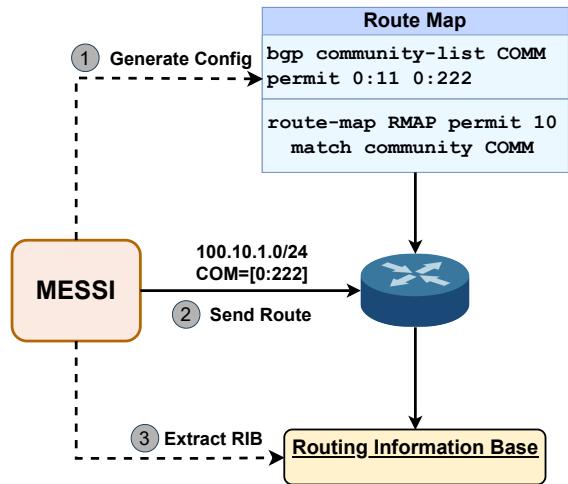 Route Map
bgp community-list COMM
permit 0:11 0:222
route-map RMAP permit 10
match community COMM
1 Generate Config
100.10.1.0/24
COM=[0:222]
MESSI
2 Send Route
3 Extract RIB
Routing Information Base